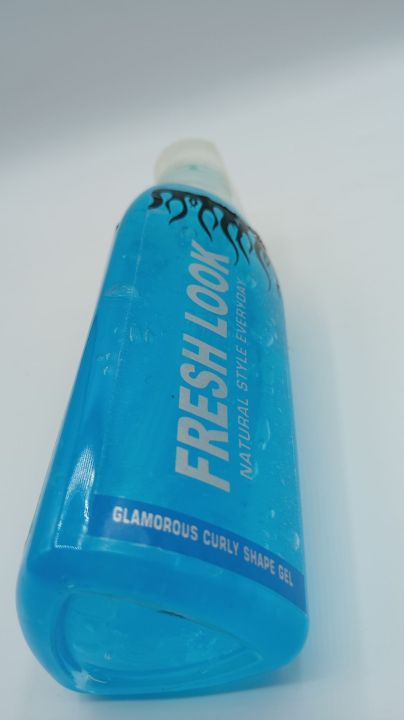 FRESH LOOK
NATURAL STYLE EVERYDAY
GLAMOROUS CURLY SHAPE GEL